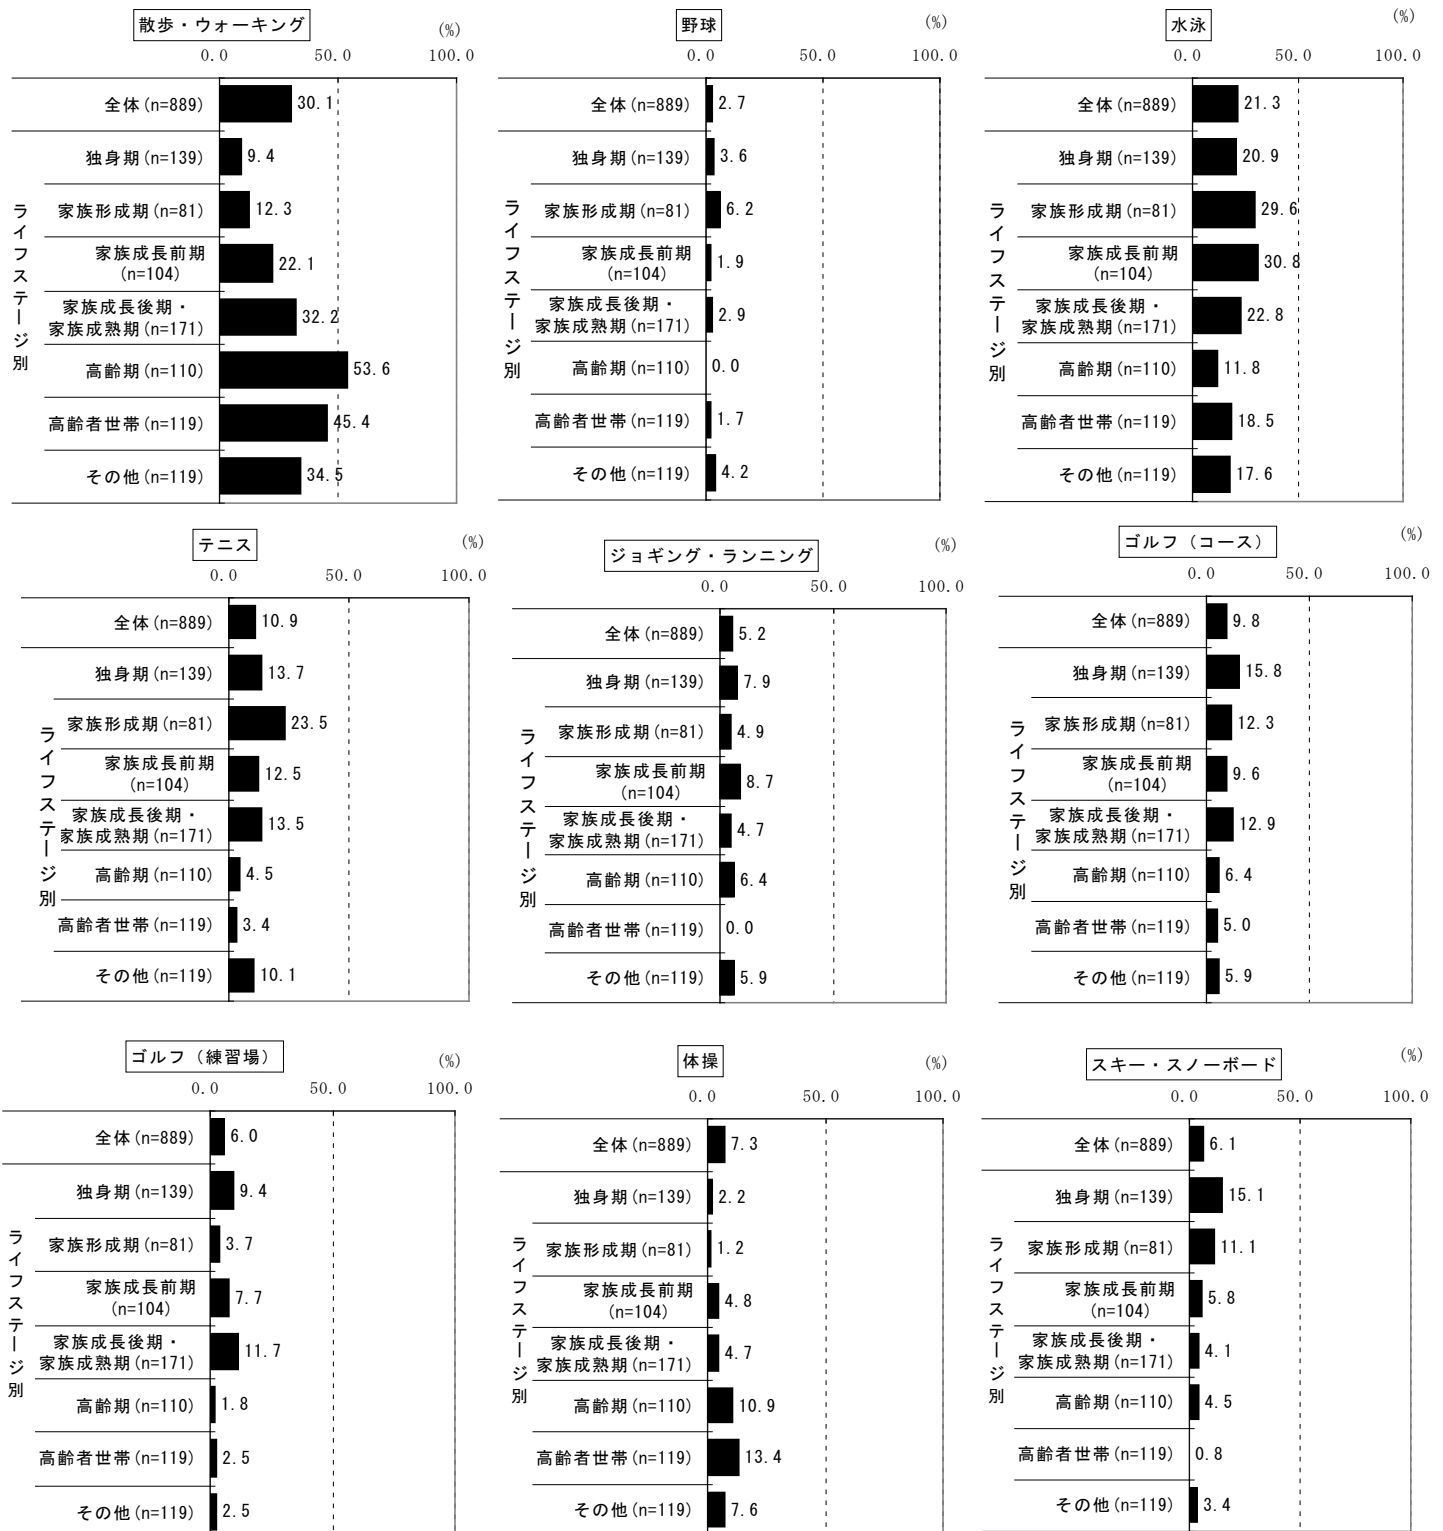 散歩・ウォーキング
(%)
0.0 50.0 100.0
全体(n=889) 30.1
ライフステージ別
独身期(n=139) 9.4
家族形成期(n=81) 12.3
家族成長前期
(n=104) 22.1
家族成長後期・
家族成熟期(n=171) 32.2
高齢期(n=110) 53.6
高齢者世帯(n=119) 45.4
その他(n=119) 34.5
野球
(%)
0.0 50.0 100.0
全体(n=889) 2.7
ライフステージ別
独身期(n=139) 3.6
家族形成期(n=81) 6.2
家族成長前期
(n=104) 1.9
家族成長後期・
家族成熟期(n=171) 2.9
高齢期(n=110) 0.0
高齢者世帯(n=119) 1.7
その他(n=119) 4.2
水泳
(%)
0.0 50.0 100.0
全体(n=889) 21.3
ライフステージ別
独身期(n=139) 20.9
家族形成期(n=81) 29.6
家族成長前期
(n=104) 30.8
家族成長後期・
家族成熟期(n=171) 22.8
高齢期(n=110) 11.8
高齢者世帯(n=119) 18.5
その他(n=119) 17.6
テニス
(%)
0.0 50.0 100.0
全体(n=889) 10.9
ライフステージ別
独身期(n=139) 13.7
家族形成期(n=81) 23.5
家族成長前期
(n=104) 12.5
家族成長後期・
家族成熟期(n=171) 13.5
高齢期(n=110) 4.5
高齢者世帯(n=119) 3.4
その他(n=119) 10.1
ジョギング・ランニング
(%)
0.0 50.0 100.0
全体(n=889) 5.2
ライフステージ別
独身期(n=139) 7.9
家族形成期(n=81) 4.9
家族成長前期
(n=104) 8.7
家族成長後期・
家族成熟期(n=171) 4.7
高齢期(n=110) 6.4
高齢者世帯(n=119) 0.0
その他(n=119) 5.9
ゴルフ（コース）
(%)
0.0 50.0 100.0
全体(n=889) 9.8
ライフステージ別
独身期(n=139) 15.8
家族形成期(n=81) 12.3
家族成長前期
(n=104) 9.6
家族成長後期・
家族成熟期(n=171) 12.9
高齢期(n=110) 6.4
高齢者世帯(n=119) 5.0
その他(n=119) 5.9
ゴルフ（練習場）
(%)
0.0 50.0 100.0
全体(n=889) 6.0
ライフステージ別
独身期(n=139) 9.4
家族形成期(n=81) 3.7
家族成長前期
(n=104) 7.7
家族成長後期・
家族成熟期(n=171) 11.7
高齢期(n=110) 1.8
高齢者世帯(n=119) 2.5
その他(n=119) 2.5
体操
(%)
0.0 50.0 100.0
全体(n=889) 7.3
ライフステージ別
独身期(n=139) 2.2
家族形成期(n=81) 1.2
家族成長前期
(n=104) 4.8
家族成長後期・
家族成熟期(n=171) 4.7
高齢期(n=110) 10.9
高齢者世帯(n=119) 13.4
その他(n=119) 7.6
スキー・スノーボード
(%)
0.0 50.0 100.0
全体(n=889) 6.1
ライフステージ別
独身期(n=139) 15.1
家族形成期(n=81) 11.1
家族成長前期
(n=104) 5.8
家族成長後期・
家族成熟期(n=171) 4.1
高齢期(n=110) 4.5
高齢者世帯(n=119) 0.8
その他(n=119) 3.4